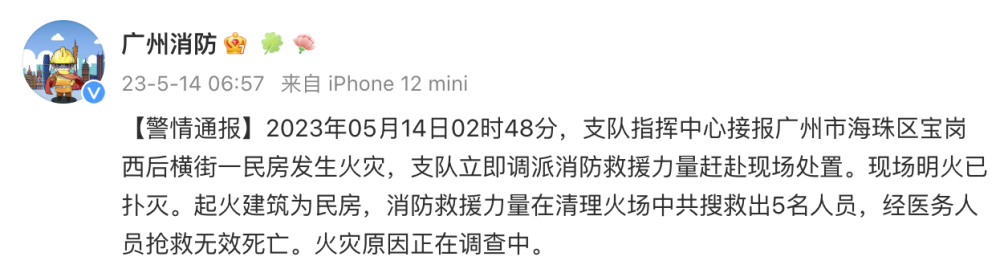 广州消防
23-5-14 06:57 来自 iPhone 12 mini
【警情通报】2023年05月14日02时48分，支队指挥中心接报广州市海珠区宝岗
西后横街一民房发生火灾，支队立即调派消防救援力量赶赴现场处置。现场明火已
扑灭。起火建筑为民房，消防救援力量在清理火场中共搜救出5名人员，经医务人
员抢救无效死亡。火灾原因正在调查中。